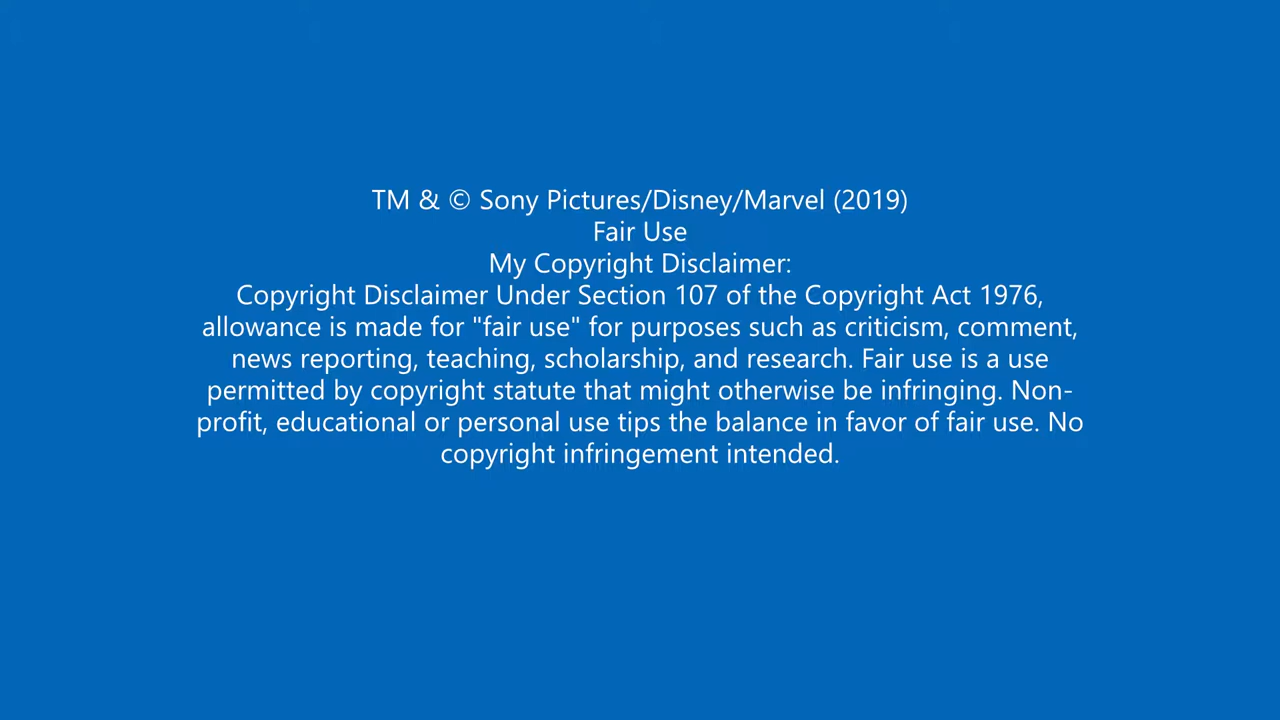 TM & © Sony Pictures/Disney/Marvel (2019)
Fair Use
My Copyright Disclaimer:
Copyright Disclaimer Under Section 107 of the Copyright Act 1976,
allowance is made for "fair use" for purposes such as criticism, comment,
news reporting, teaching, scholarship, and research. Fair use is a use
permitted by copyright statute that might otherwise be infringing. Non-
profit, educational or personal use tips the balance in favor of fair use. No
copyright infringement intended.